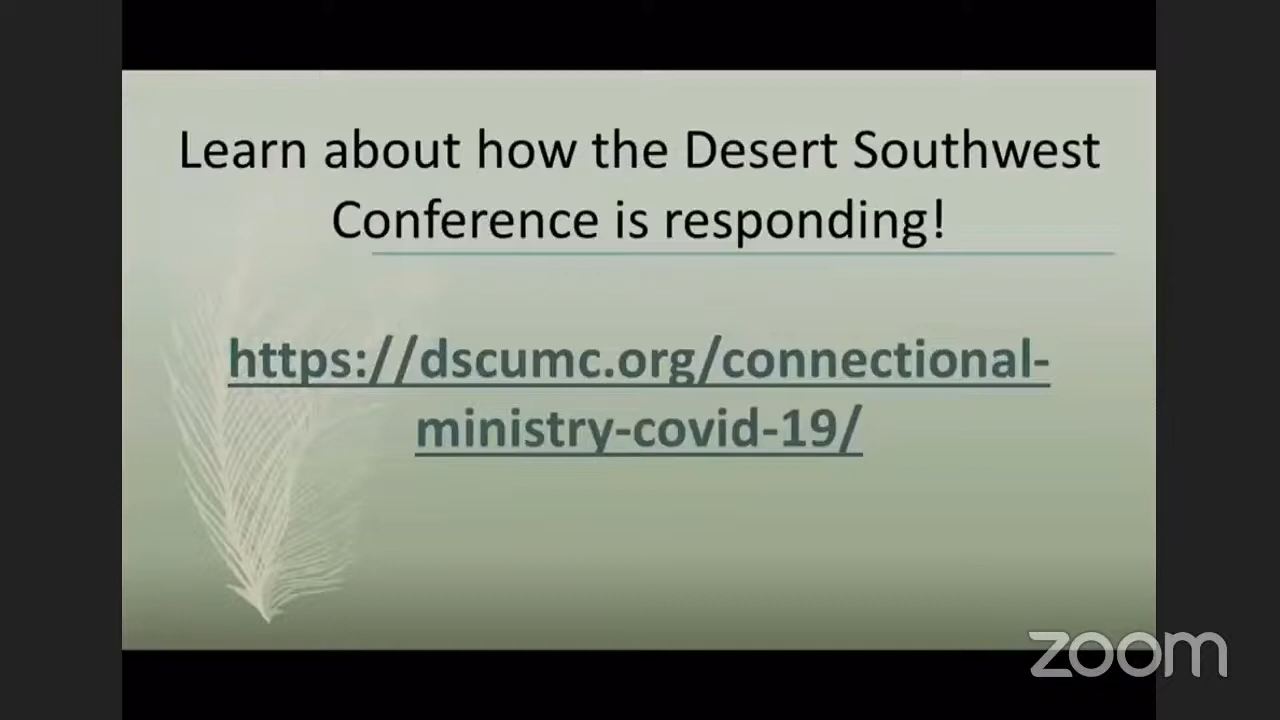 Learn about how the Desert Southwest
Conference is responding!
https://dscumc.org/connectional-
ministry-covid-19/
zoom